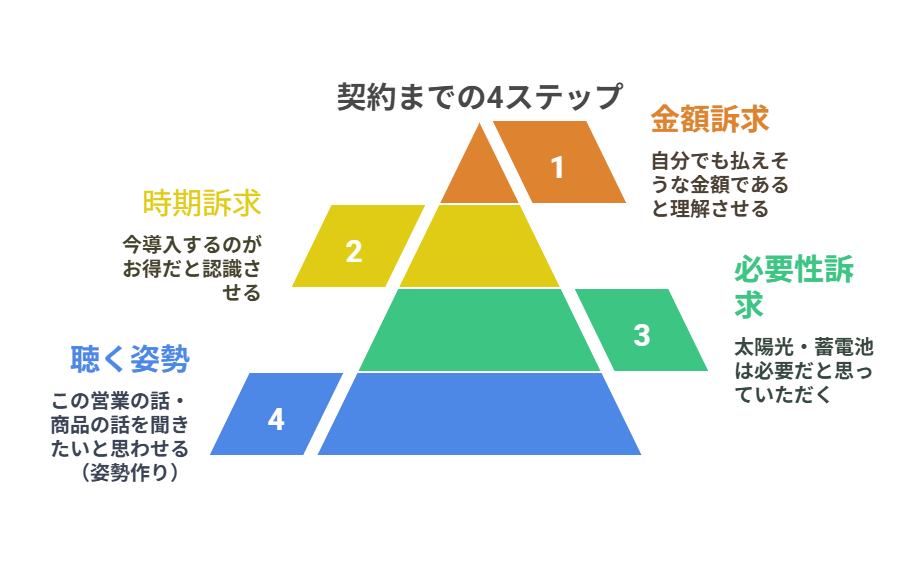 契約までの4ステップ
金額訴求
1
自分でも払えそ
うな金額である
と理解させる
時期訴求
2
今導入するのが
お得だと認識さ
せる
必要性訴
求
3
太陽光・蓄電池
は必要だと思っ
ていただく
聴く姿勢
4
この営業の話・
商品の話を聞き
たいと思わせる
（姿勢作り）